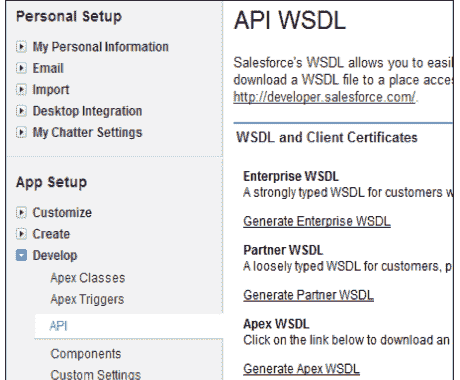 Personal Setup
My Personal Information
Email
Import
Desktop Integration
My Chatter Settings
App Setup
Customize
Create
Develop
Apex Classes
Apex Triggers
API
Components
Custom Settings
API WSDL
Salesforce's WSDL allows you to easil
download a WSDL file to a place acce
http://developer.salesforce.com/.
WSDL and Client Certificates
Enterprise WSDL
A strongly typed WSDL for customers w
Generate Enterprise WSDL
Partner WSDL
A loosely typed WSDL for customers, p
Generate Partner WSDL
Apex WSDL
Click on the link below to download an
Generate Apex WSDL